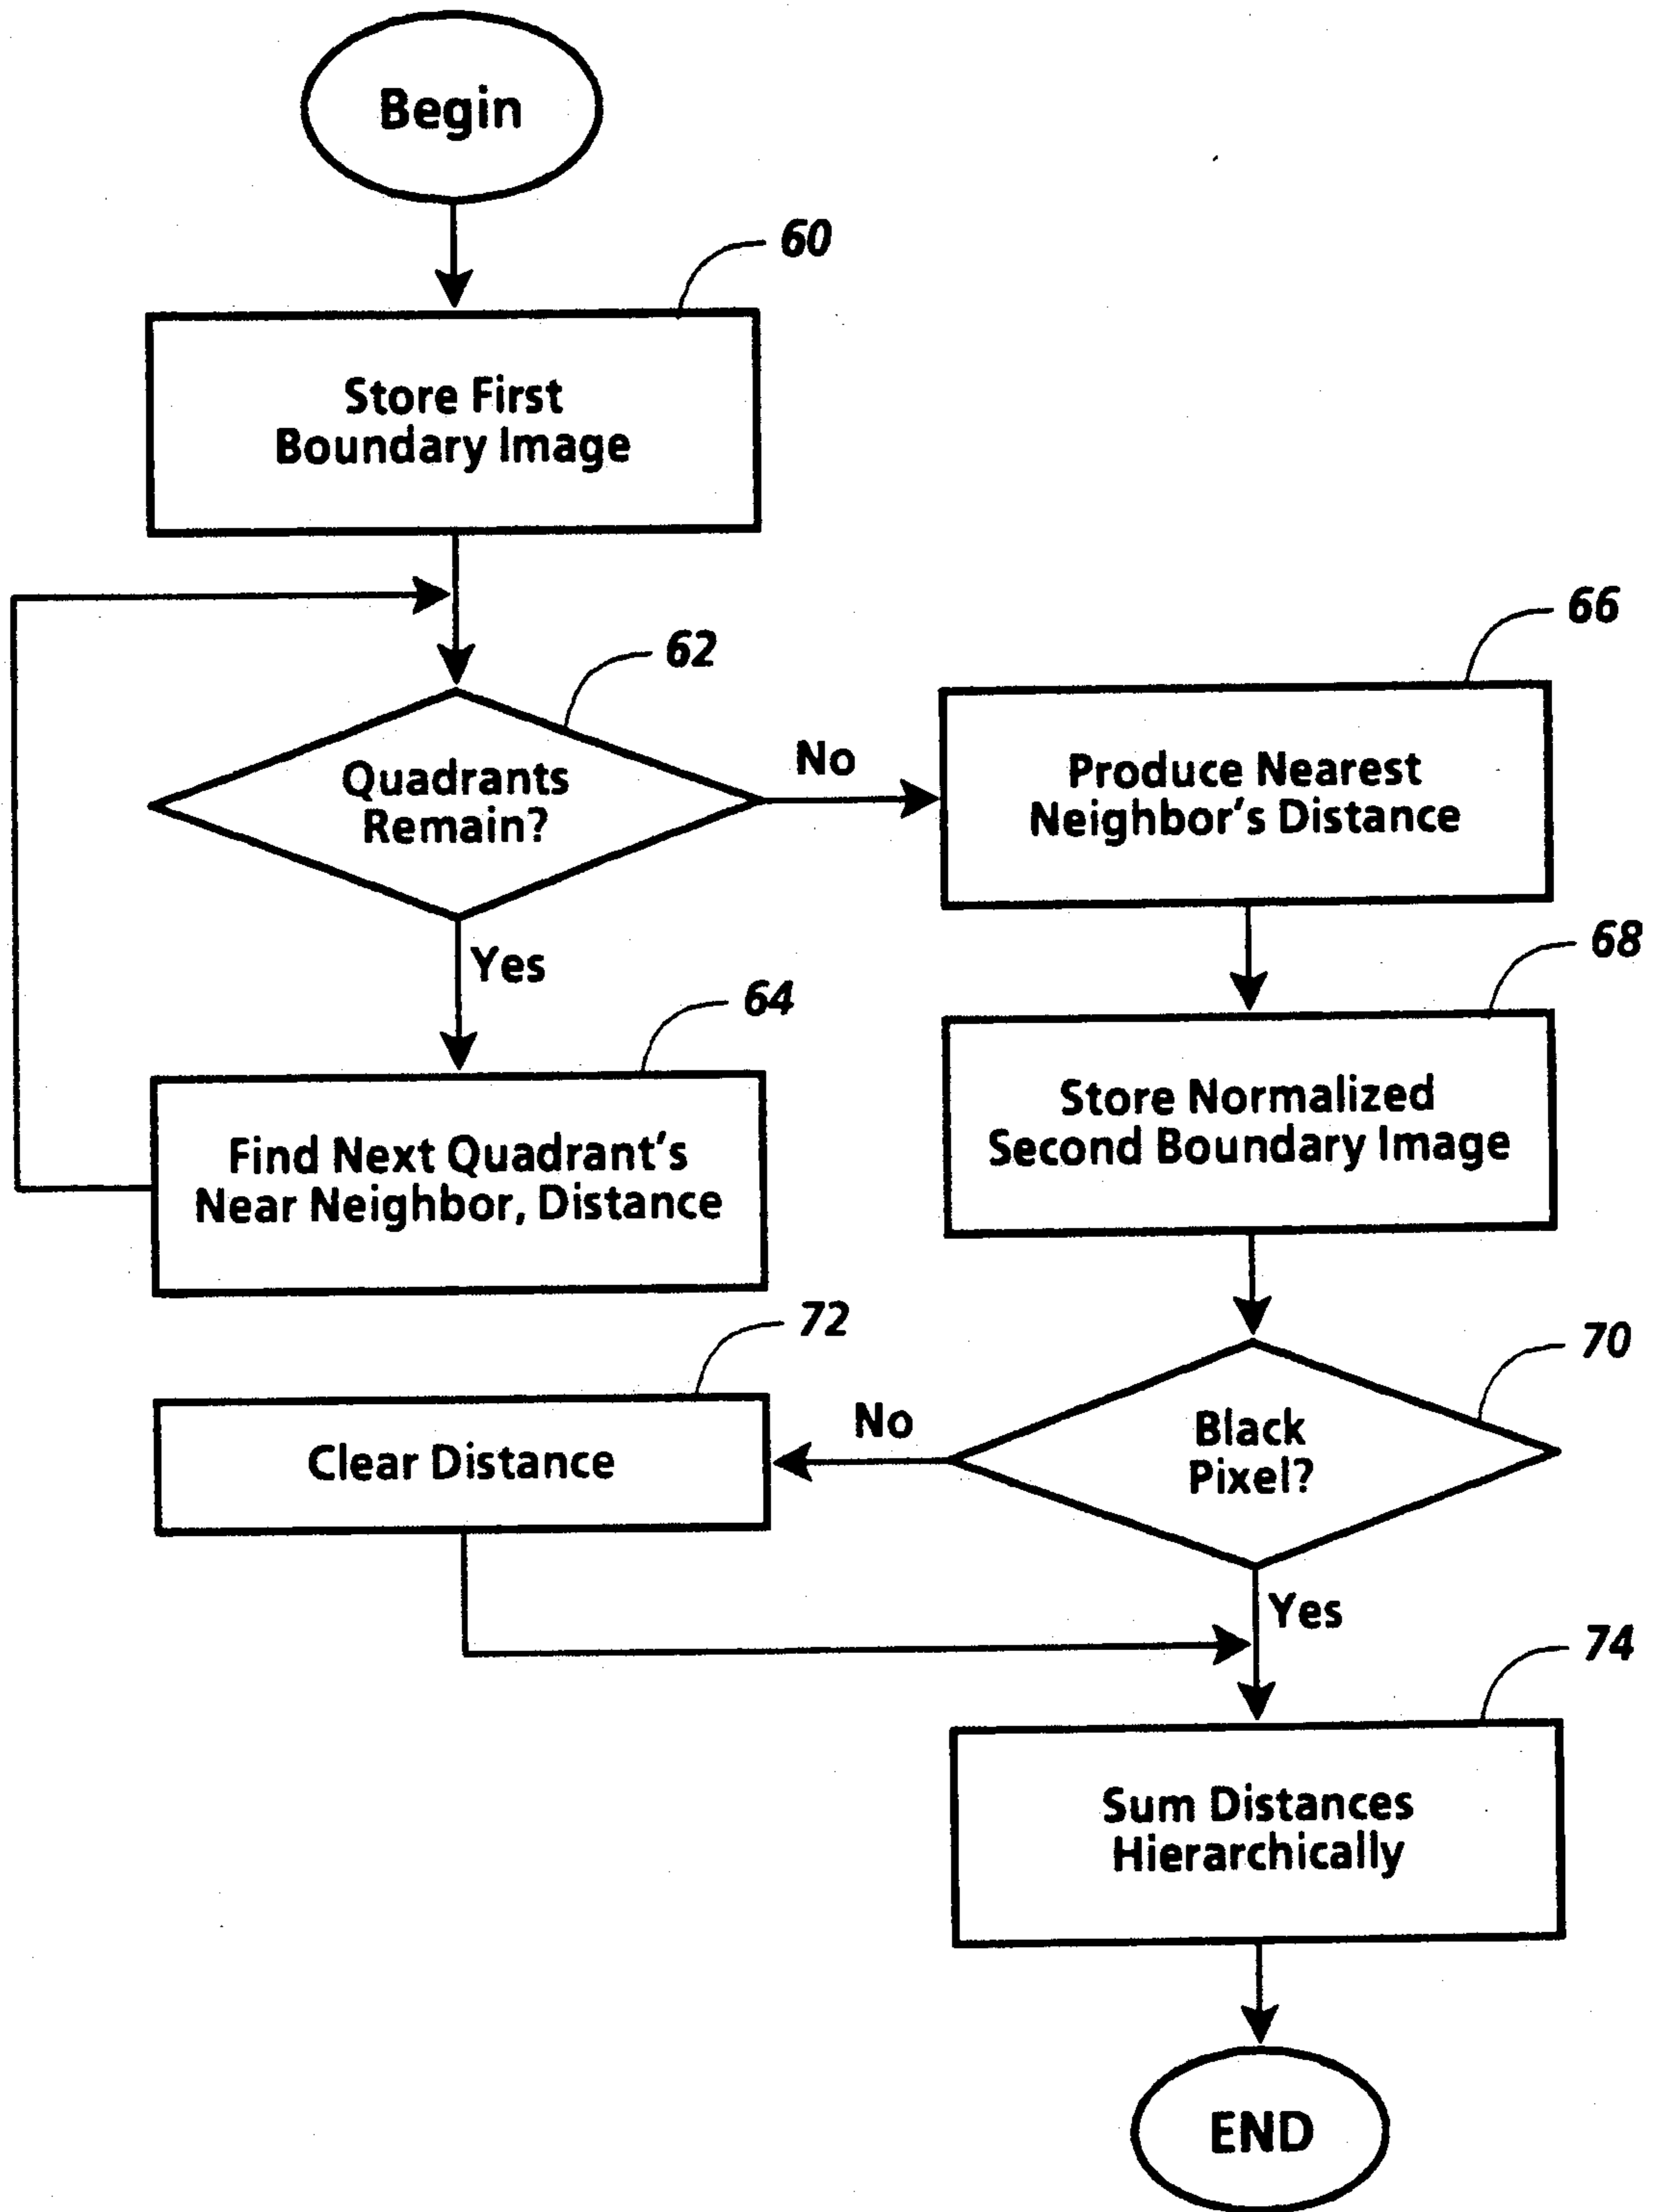 Begin
60
Store First
Boundary Image
62
Quadrants
Remain?
No
Yes
64
Find Next Quadrant's
Near Neighbor, Distance
66
Produce Nearest
Neighbor's Distance
68
Store Normalized
Second Boundary Image
70
Black
Pixel?
No
72
Clear Distance
Yes
74
Sum Distances
Hierarchically
END